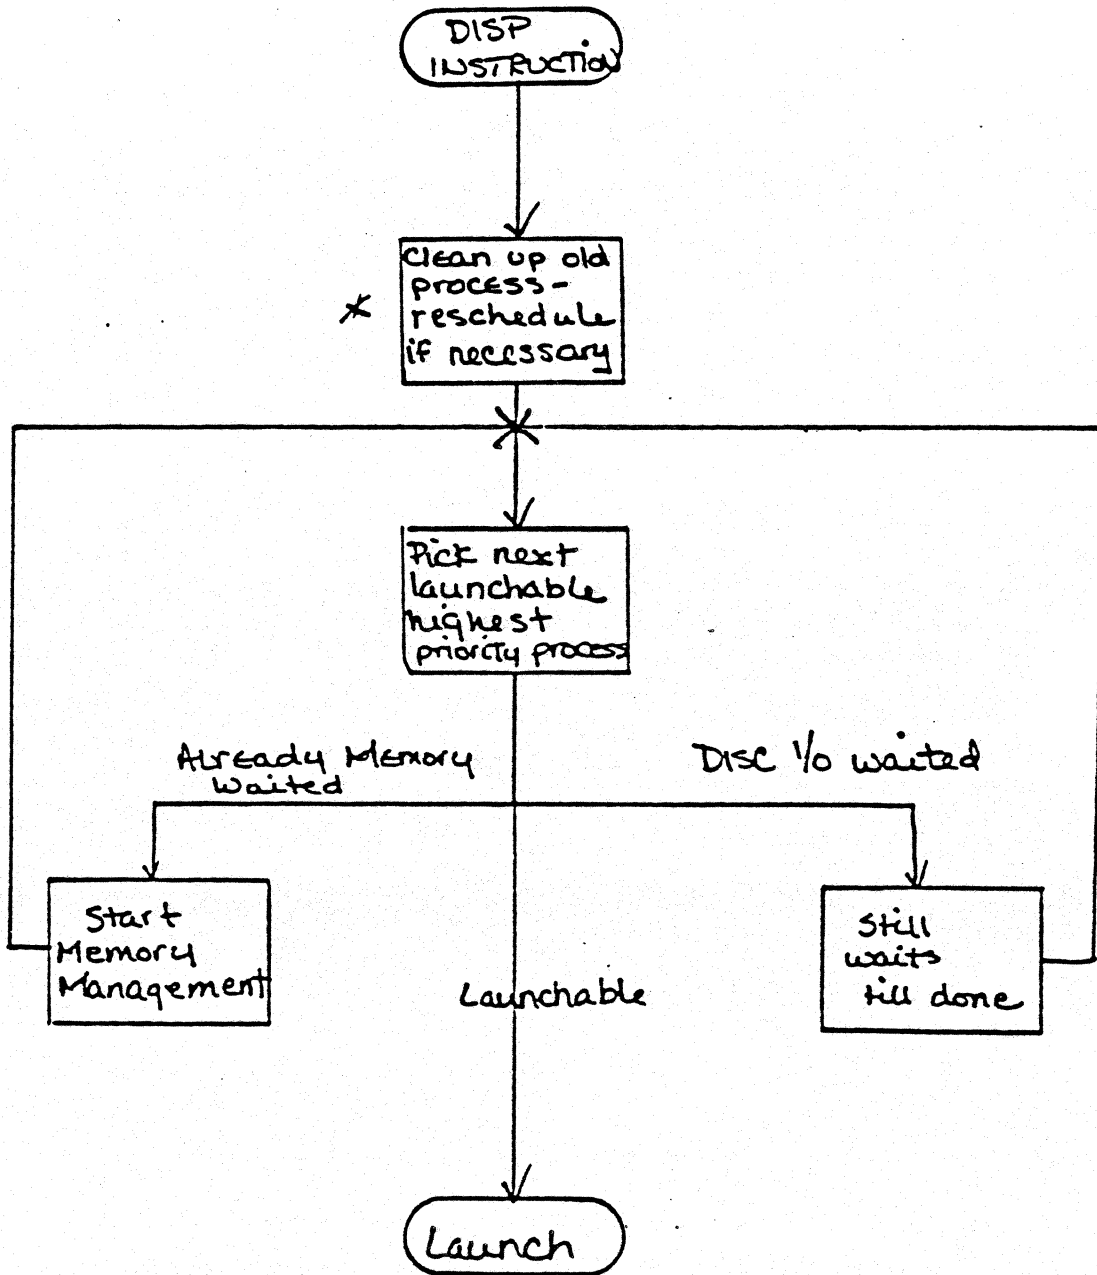 DISP
INSTRUCTION
Clean up old
process-
reschedule
if necessary
Pick next
launchable
highest
priority process
Already Memory
Waited
Disc I/O waited
Start
Memory
Management
Still
waits
till done
Launchable
Launch